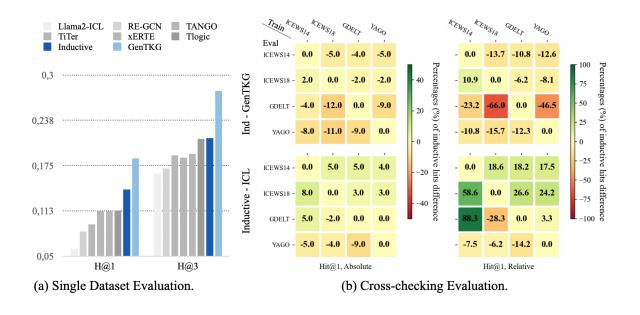 Llama2-ICL RE-GCN TANGO
TiTer xERTE Tlogic
Inductive GenTKG
0,3
0,238
0,175
0,113
0,05
H@1 H@3
(a) Single Dataset Evaluation.
Train
Eval
ICEWS14 ICEWS18 GDELT YAGO
ICEWS14 ICEWS18 GDELT YAGO
Ind - GenTKG
ICEWS14 0.0 -5.0 -4.0 -5.0
0.0 -13.7 -10.8 -12.6
ICEWS18 2.0 0.0 -2.0 -2.0
10.9 0.0 -6.2 -8.1
GDELT -4.0 -12.0 0.0 -9.0
-23.2 -66.0 0.0 -46.5
YAGO -8.0 -11.0 -9.0 0.0
-10.8 -15.7 -12.3 0.0
Inductive - ICL
ICEWS14 0.0 5.0 5.0 4.0
0.0 18.6 18.2 17.5
ICEWS18 8.0 0.0 3.0 3.0
58.6 0.0 26.6 24.2
GDELT 5.0 -2.0 0.0 0.0
88.3 -28.3 0.0 3.3
YAGO -5.0 -4.0 -9.0 0.0
-7.5 -6.2 -14.2 0.0
Hit@1, Absolute
Hit@1, Relative
40
20
0
−20
−40
Percentages (%) of inductive hits difference
100
75
50
25
0
−25
−50
−75
−100
Percentages (%) of inductive hits difference
(b) Cross-checking Evaluation.